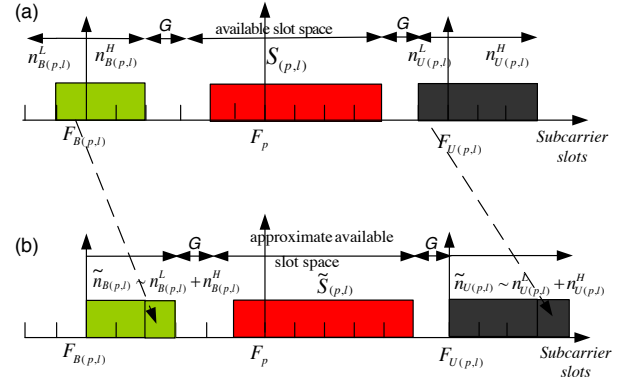 (a)
G available slot space G
n^L_{B(p,l)} n^H_{B(p,l)} S_{(p,l)} n^L_{U(p,l)} n^H_{U(p,l)}
F_{B(p,l)} F_p F_{U(p,l)} Subcarrier
slots
(b)
G approximate available G
slot space
ñ_{B(p,l)} ~ n^L_{B(p,l)} + n^H_{B(p,l)} S̃_{(p,l)} ñ_{U(p,l)} ~ n^L_{U(p,l)} + n^H_{U(p,l)}
F_{B(p,l)} F_p F_{U(p,l)} Subcarrier
slots